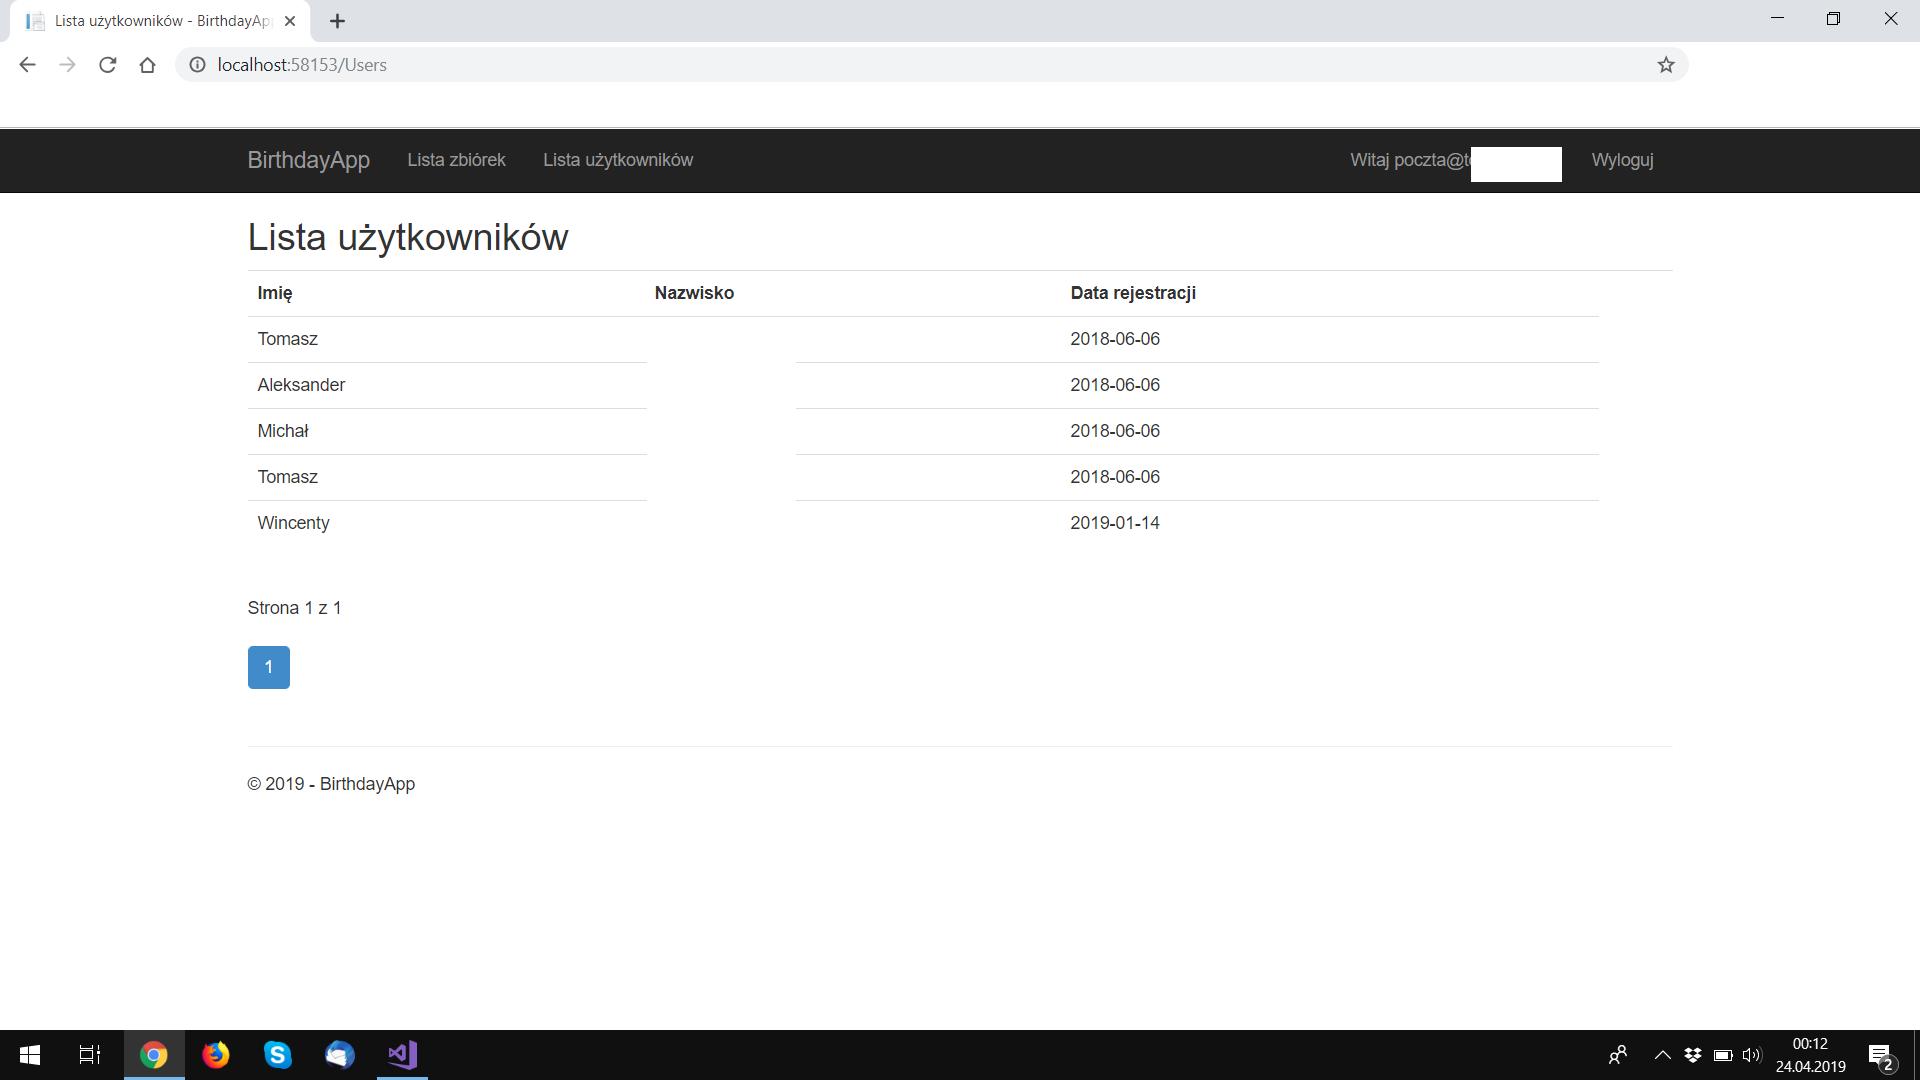 Lista użytkowników - BirthdayAp
localhost:58153/Users
BirthdayApp Lista zbiórek Lista użytkowników Witaj poczta@t Wyloguj
Lista użytkowników
Imię Nazwisko Data rejestracji
Tomasz 2018-06-06
Aleksander 2018-06-06
Michał 2018-06-06
Tomasz 2018-06-06
Wincenty 2019-01-14
Strona 1 z 1
1
© 2019 - BirthdayApp
00:12
24.04.2019
2